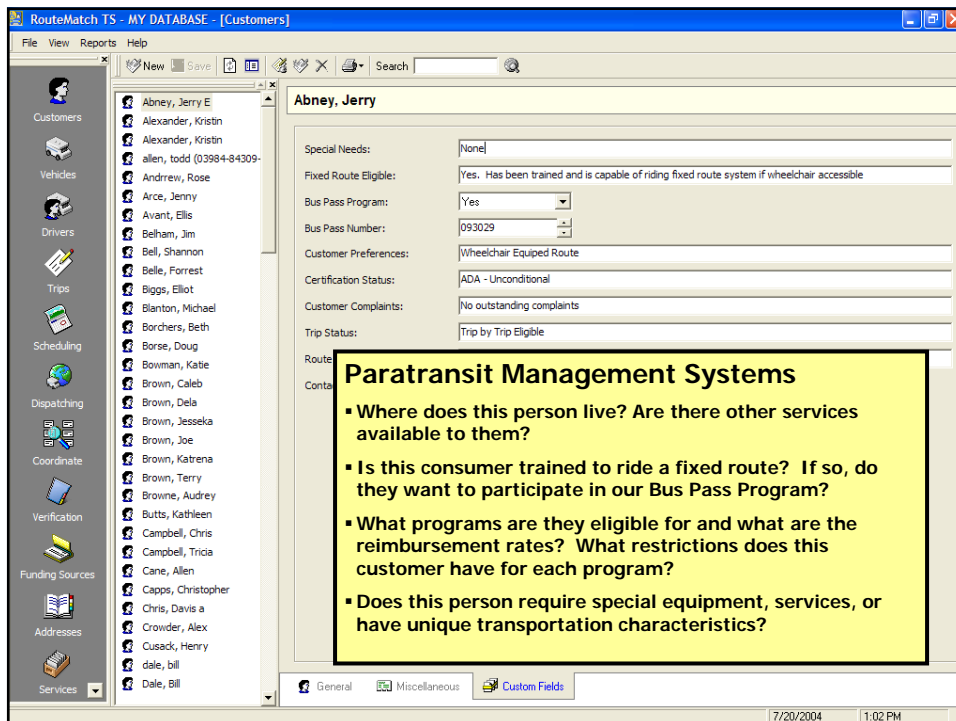 RouteMatch TS - MY DATABASE - [Customers]
File View Reports Help
New Save Search
Customers
Vehicles
Drivers
Trips
Scheduling
Dispatching
Coordinate
Verification
Funding Sources
Addresses
Services
Abney, Jerry E
Alexander, Kristin
Alexander, Kristin
allen, todd (03984-84309-
Andrrew, Rose
Arce, Jenny
Avant, Ellis
Belham, Jim
Bell, Shannon
Belle, Forrest
Biggs, Elliot
Blanton, Michael
Borchers, Beth
Borse, Doug
Bowman, Katie
Brown, Caleb
Brown, Dela
Brown, Jesseka
Brown, Joe
Brown, Katrena
Brown, Terry
Browne, Audrey
Butts, Kathleen
Campbell, Chris
Campbell, Tricia
Cane, Allen
Capps, Christopher
Chris, Davis a
Crowder, Alex
Cusack, Henry
dale, bill
Dale, Bill
Abney, Jerry
Special Needs: None
Fixed Route Eligible: Yes. Has been trained and is capable of riding fixed route system if wheelchair accessible
Bus Pass Program: Yes
Bus Pass Number: 093029
Customer Preferences: Wheelchair Equiped Route
Certification Status: ADA - Unconditional
Customer Complaints: No outstanding complaints
Trip Status: Trip by Trip Eligible
Route
Conta
Paratransit Management Systems
▪ Where does this person live? Are there other services
available to them?
▪ Is this consumer trained to ride a fixed route? If so, do
they want to participate in our Bus Pass Program?
▪ What programs are they eligible for and what are the
reimbursement rates? What restrictions does this
customer have for each program?
▪ Does this person require special equipment, services, or
have unique transportation characteristics?
General Miscellaneous Custom Fields
7/20/2004 1:02 PM